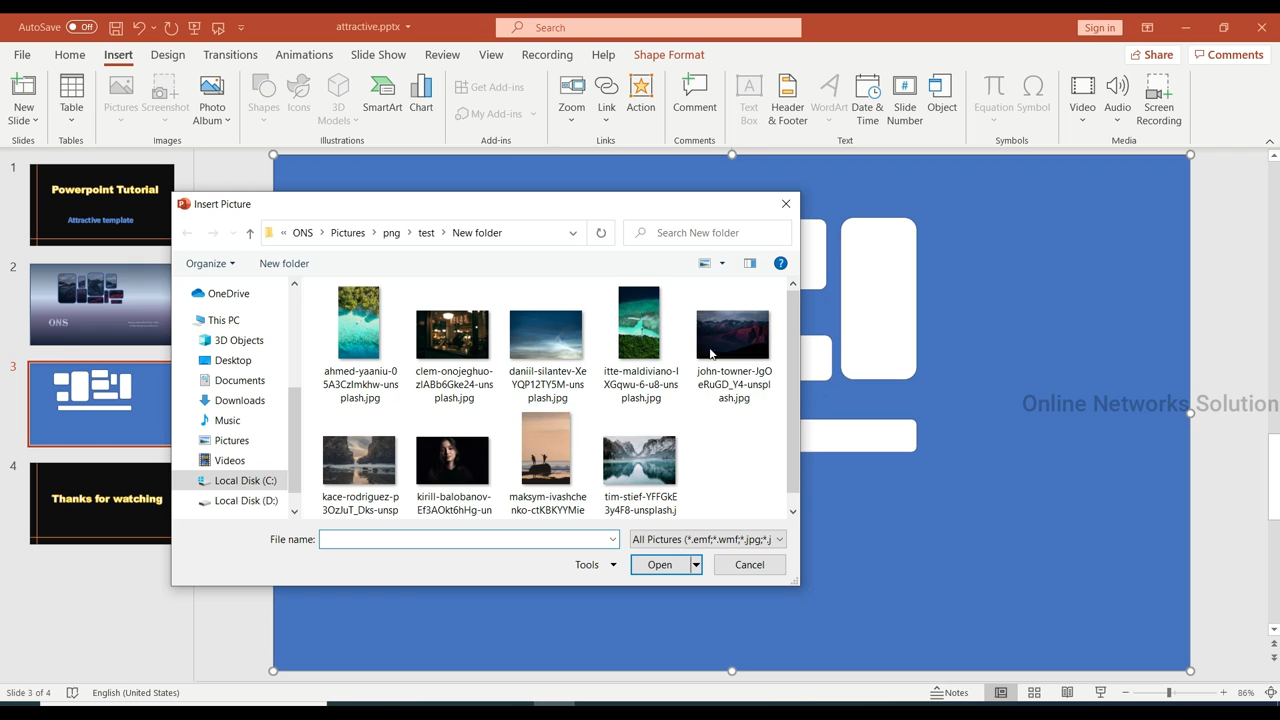 AutoSave Off attractive.pptx Search Sign in
File Home Insert Design Transitions Animations Slide Show Review View Recording Help Shape Format Share Comments
New Slide Table Pictures Screenshot Photo Album Shapes Icons 3D Models SmartArt Chart Get Add-ins My Add-ins Zoom Link Action Comment Text Box Header & Footer WordArt Date & Time Slide Number Object Equation Symbol Video Audio Screen Recording
Slides Tables Images Illustrations Add-ins Links Comments Text Symbols Media
1
Powerpoint Tutorial
Attractive template
2
ONS
3
4
Thanks for watching
Insert Picture
« ONS > Pictures > png > test > New folder Search New folder
Organize New folder
OneDrive
This PC
3D Objects
Desktop
Documents
Downloads
Music
Pictures
Videos
Local Disk (C:)
Local Disk (D:)
ahmed-yaaniu-0
5A3CzImkhw-uns
plash.jpg
clem-onojeghuo-
zlABb6Gke24-uns
plash.jpg
daniil-silantev-Xe
YQP12TY5M-uns
plash.jpg
itte-maldiviano-I
XGqwu-6-u8-uns
plash.jpg
john-towner-JgO
eRuGD_Y4-unspl
ash.jpg
kace-rodriguez-p
3OzJuT_Dks-unsp
kirill-balobanov-
Ef3AOkt6hHg-un
maksym-ivashche
nko-ctKBKYYMie
tim-stief-YFFGkE
3y4F8-unsplash.j
File name: All Pictures (*.emf;*.wmf;*.jpg;*.j
Tools Open Cancel
Online Networks Solution
Slide 3 of 4 English (United States) Notes 86%